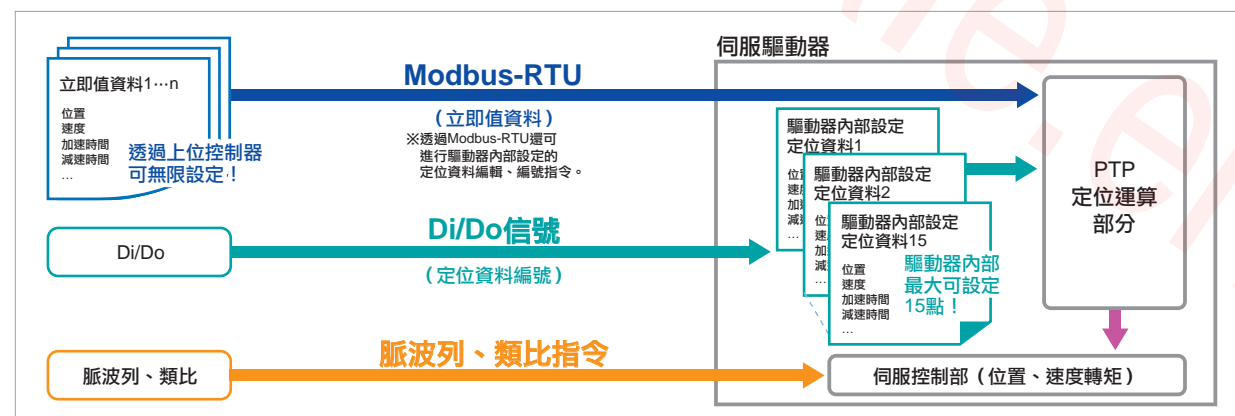 伺服驅動器
立即值資料1…n
位置
速度
加速時間
減速時間
…
透過上位控制器
可無限設定！
Modbus-RTU
（立即值資料）
※透過Modbus-RTU還可
進行驅動器內部設定的
定位資料編輯、編號指令。
驅動器內部設定
定位資料1
位
速
加
減
…
驅動器內部設定
定位資料2
位
速
加
減
…
驅動器內部設定
定位資料15
位置
速度
加速時間
減速時間
…
驅動器內部
最大可設定
15點！
PTP
定位運算
部分
Di/Do
Di/Do信號
（定位資料編號）
脈波列、類比
脈波列、類比指令
伺服控制部（位置、速度轉矩）